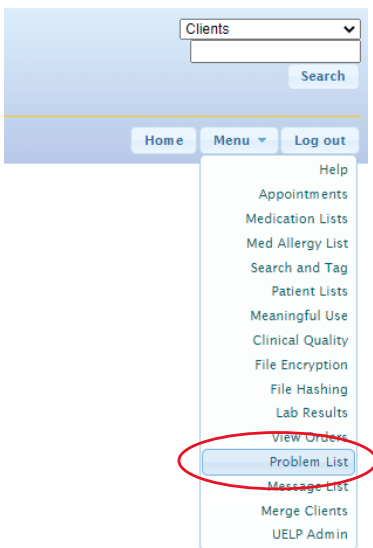 Clients
Search
Home Menu Log out
Help
Appointments
Medication Lists
Med Allergy List
Search and Tag
Patient Lists
Meaningful Use
Clinical Quality
File Encryption
File Hashing
Lab Results
View Orders
Problem List
Message List
Merge Clients
UELP Admin